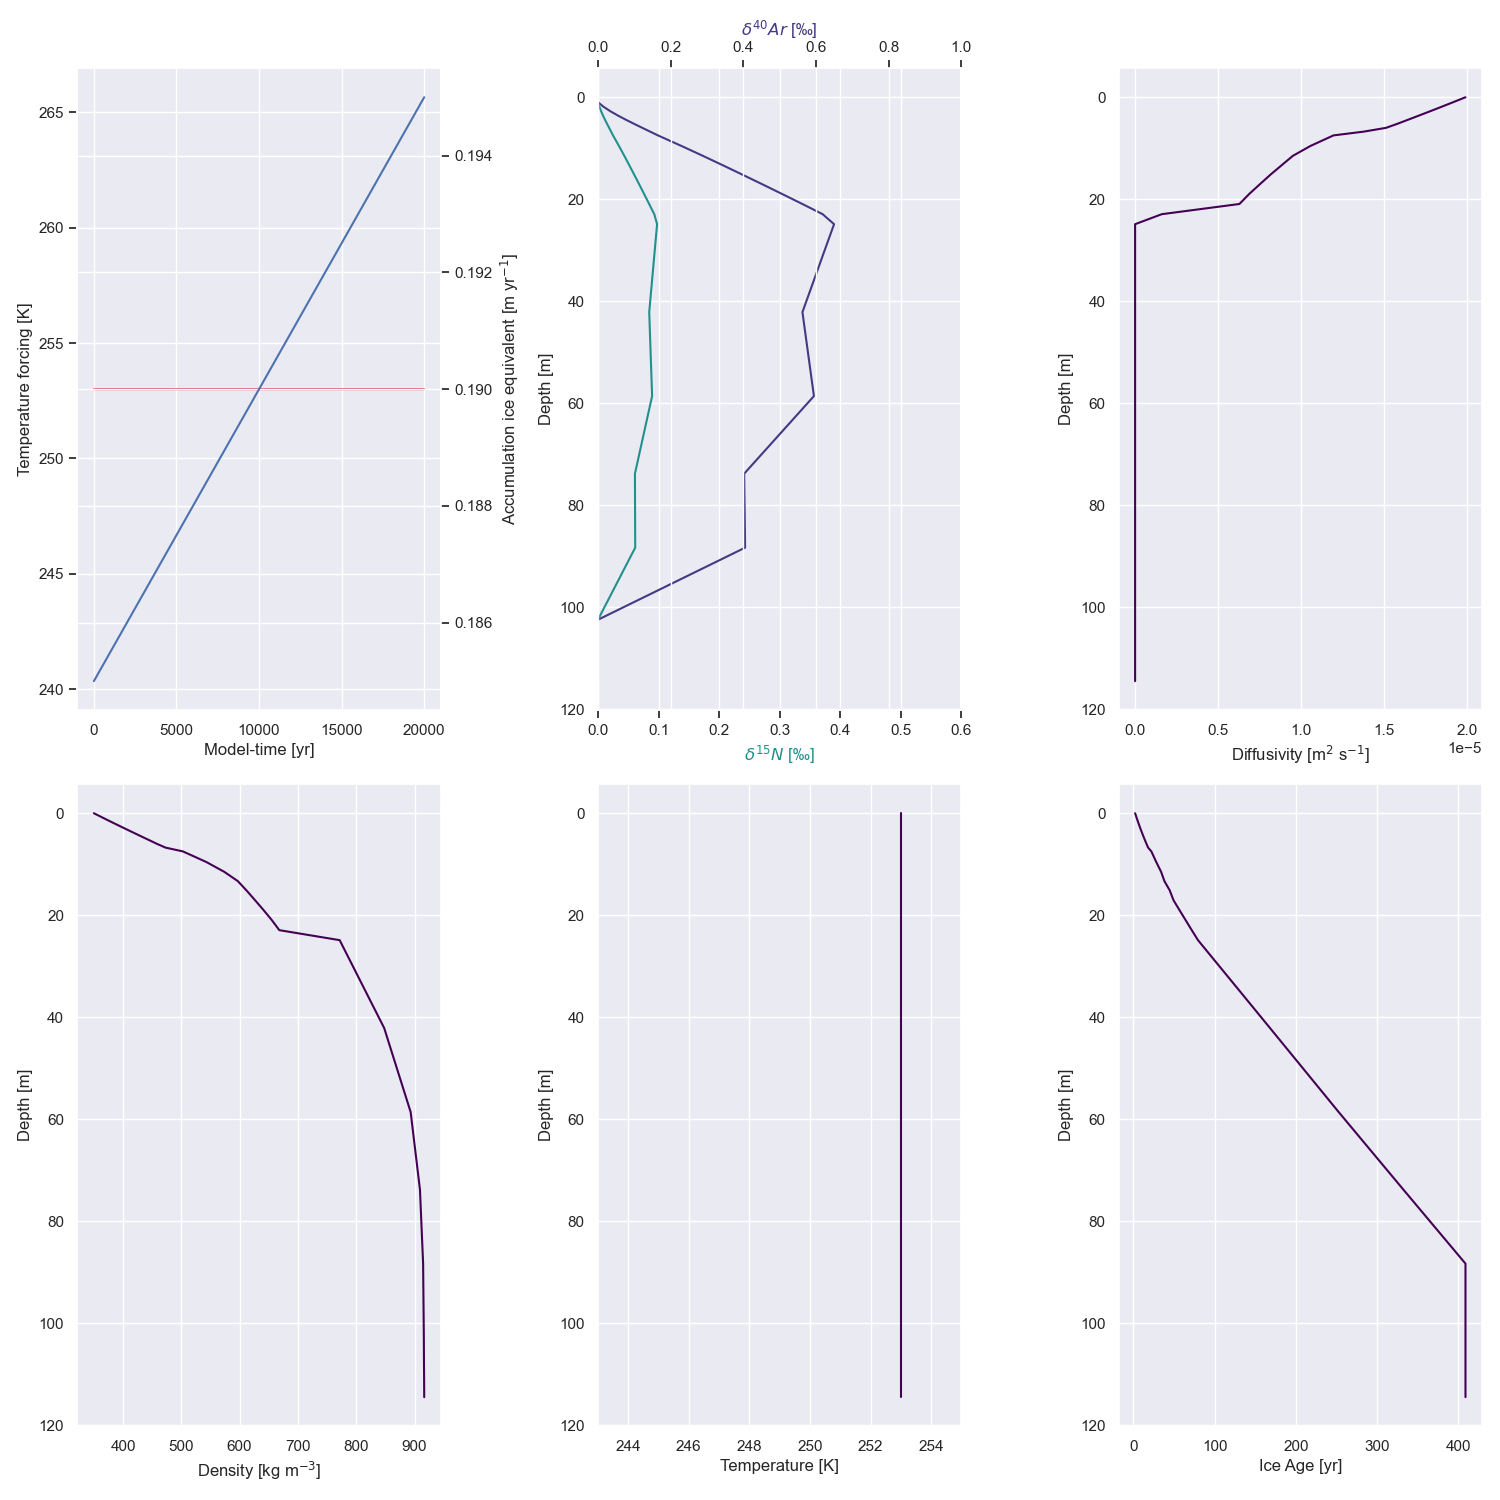 δ⁴⁰Ar [‰]
0.0 0.2 0.4 0.6 0.8 1.0
Temperature forcing [K]
265
260
255
250
245
240
0 5000 10000 15000 20000
Model-time [yr]
0.194
0.192
0.190
0.188
0.186
Accumulation ice equivalent [m yr⁻¹]
Depth [m]
0
20
40
60
80
100
120
0.0 0.1 0.2 0.3 0.4 0.5 0.6
δ¹⁵N [‰]
Depth [m]
0
20
40
60
80
100
120
0.0 0.5 1.0 1.5 2.0
1e−5
Diffusivity [m² s⁻¹]
Depth [m]
0
20
40
60
80
100
120
400 500 600 700 800 900
Density [kg m⁻³]
Depth [m]
0
20
40
60
80
100
120
244 246 248 250 252 254
Temperature [K]
Depth [m]
0
20
40
60
80
100
120
0 100 200 300 400
Ice Age [yr]